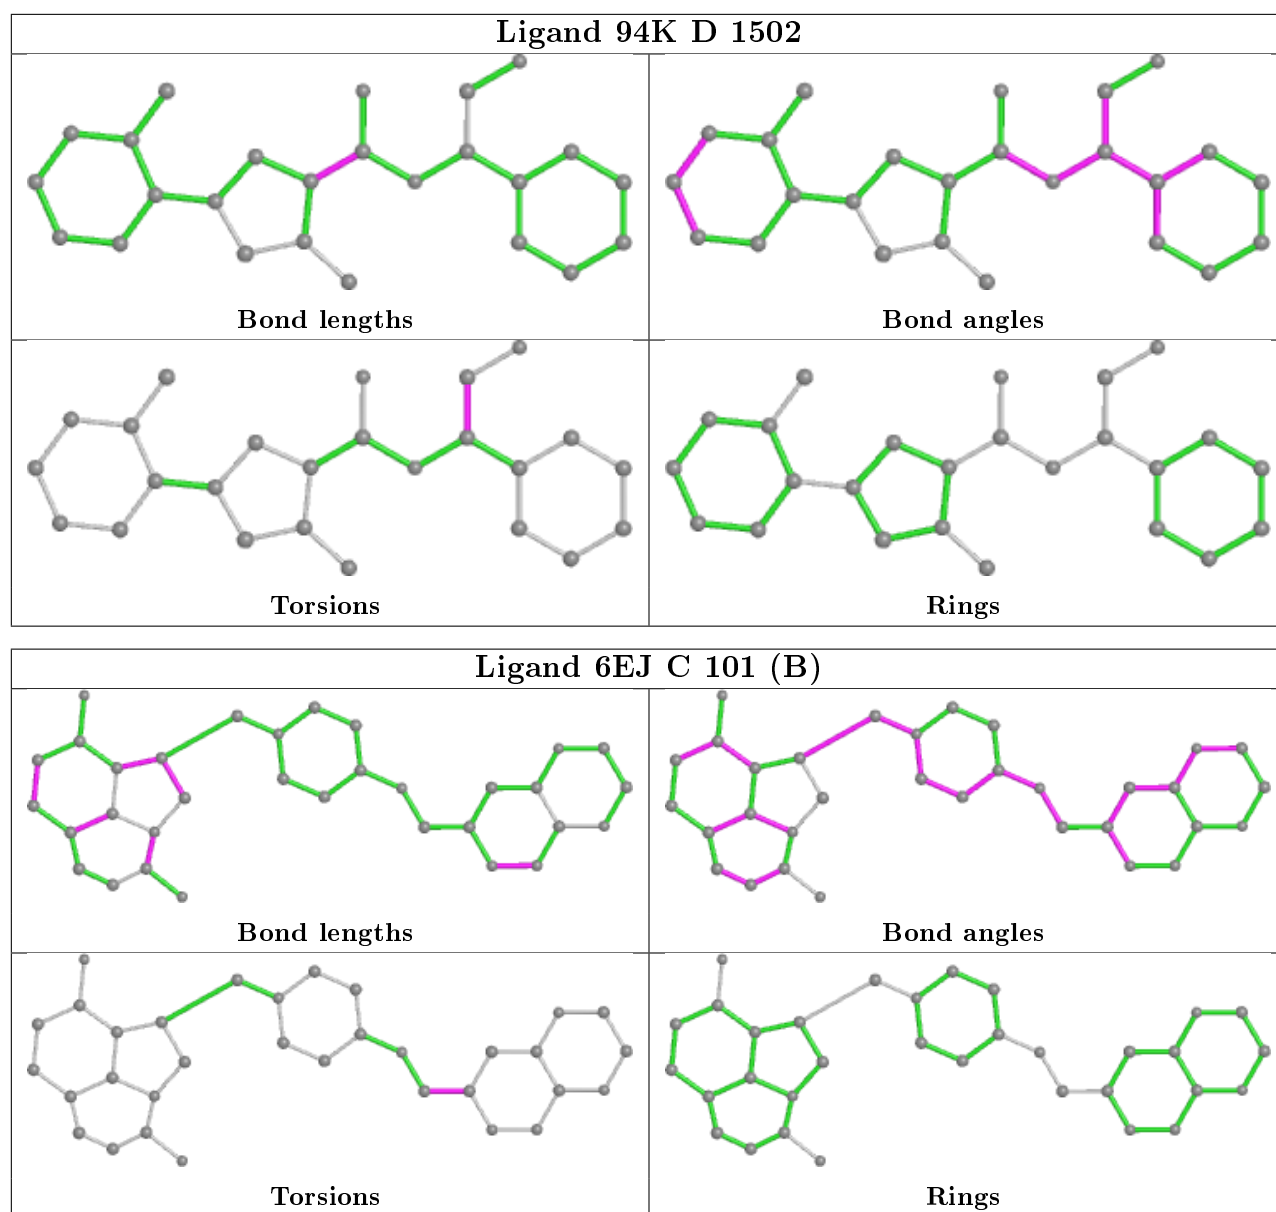 Ligand 94K D 1502
Bond lengths
Bond angles
Torsions
Rings
Ligand 6EJ C 101 (B)
Bond lengths
Bond angles
Torsions
Rings